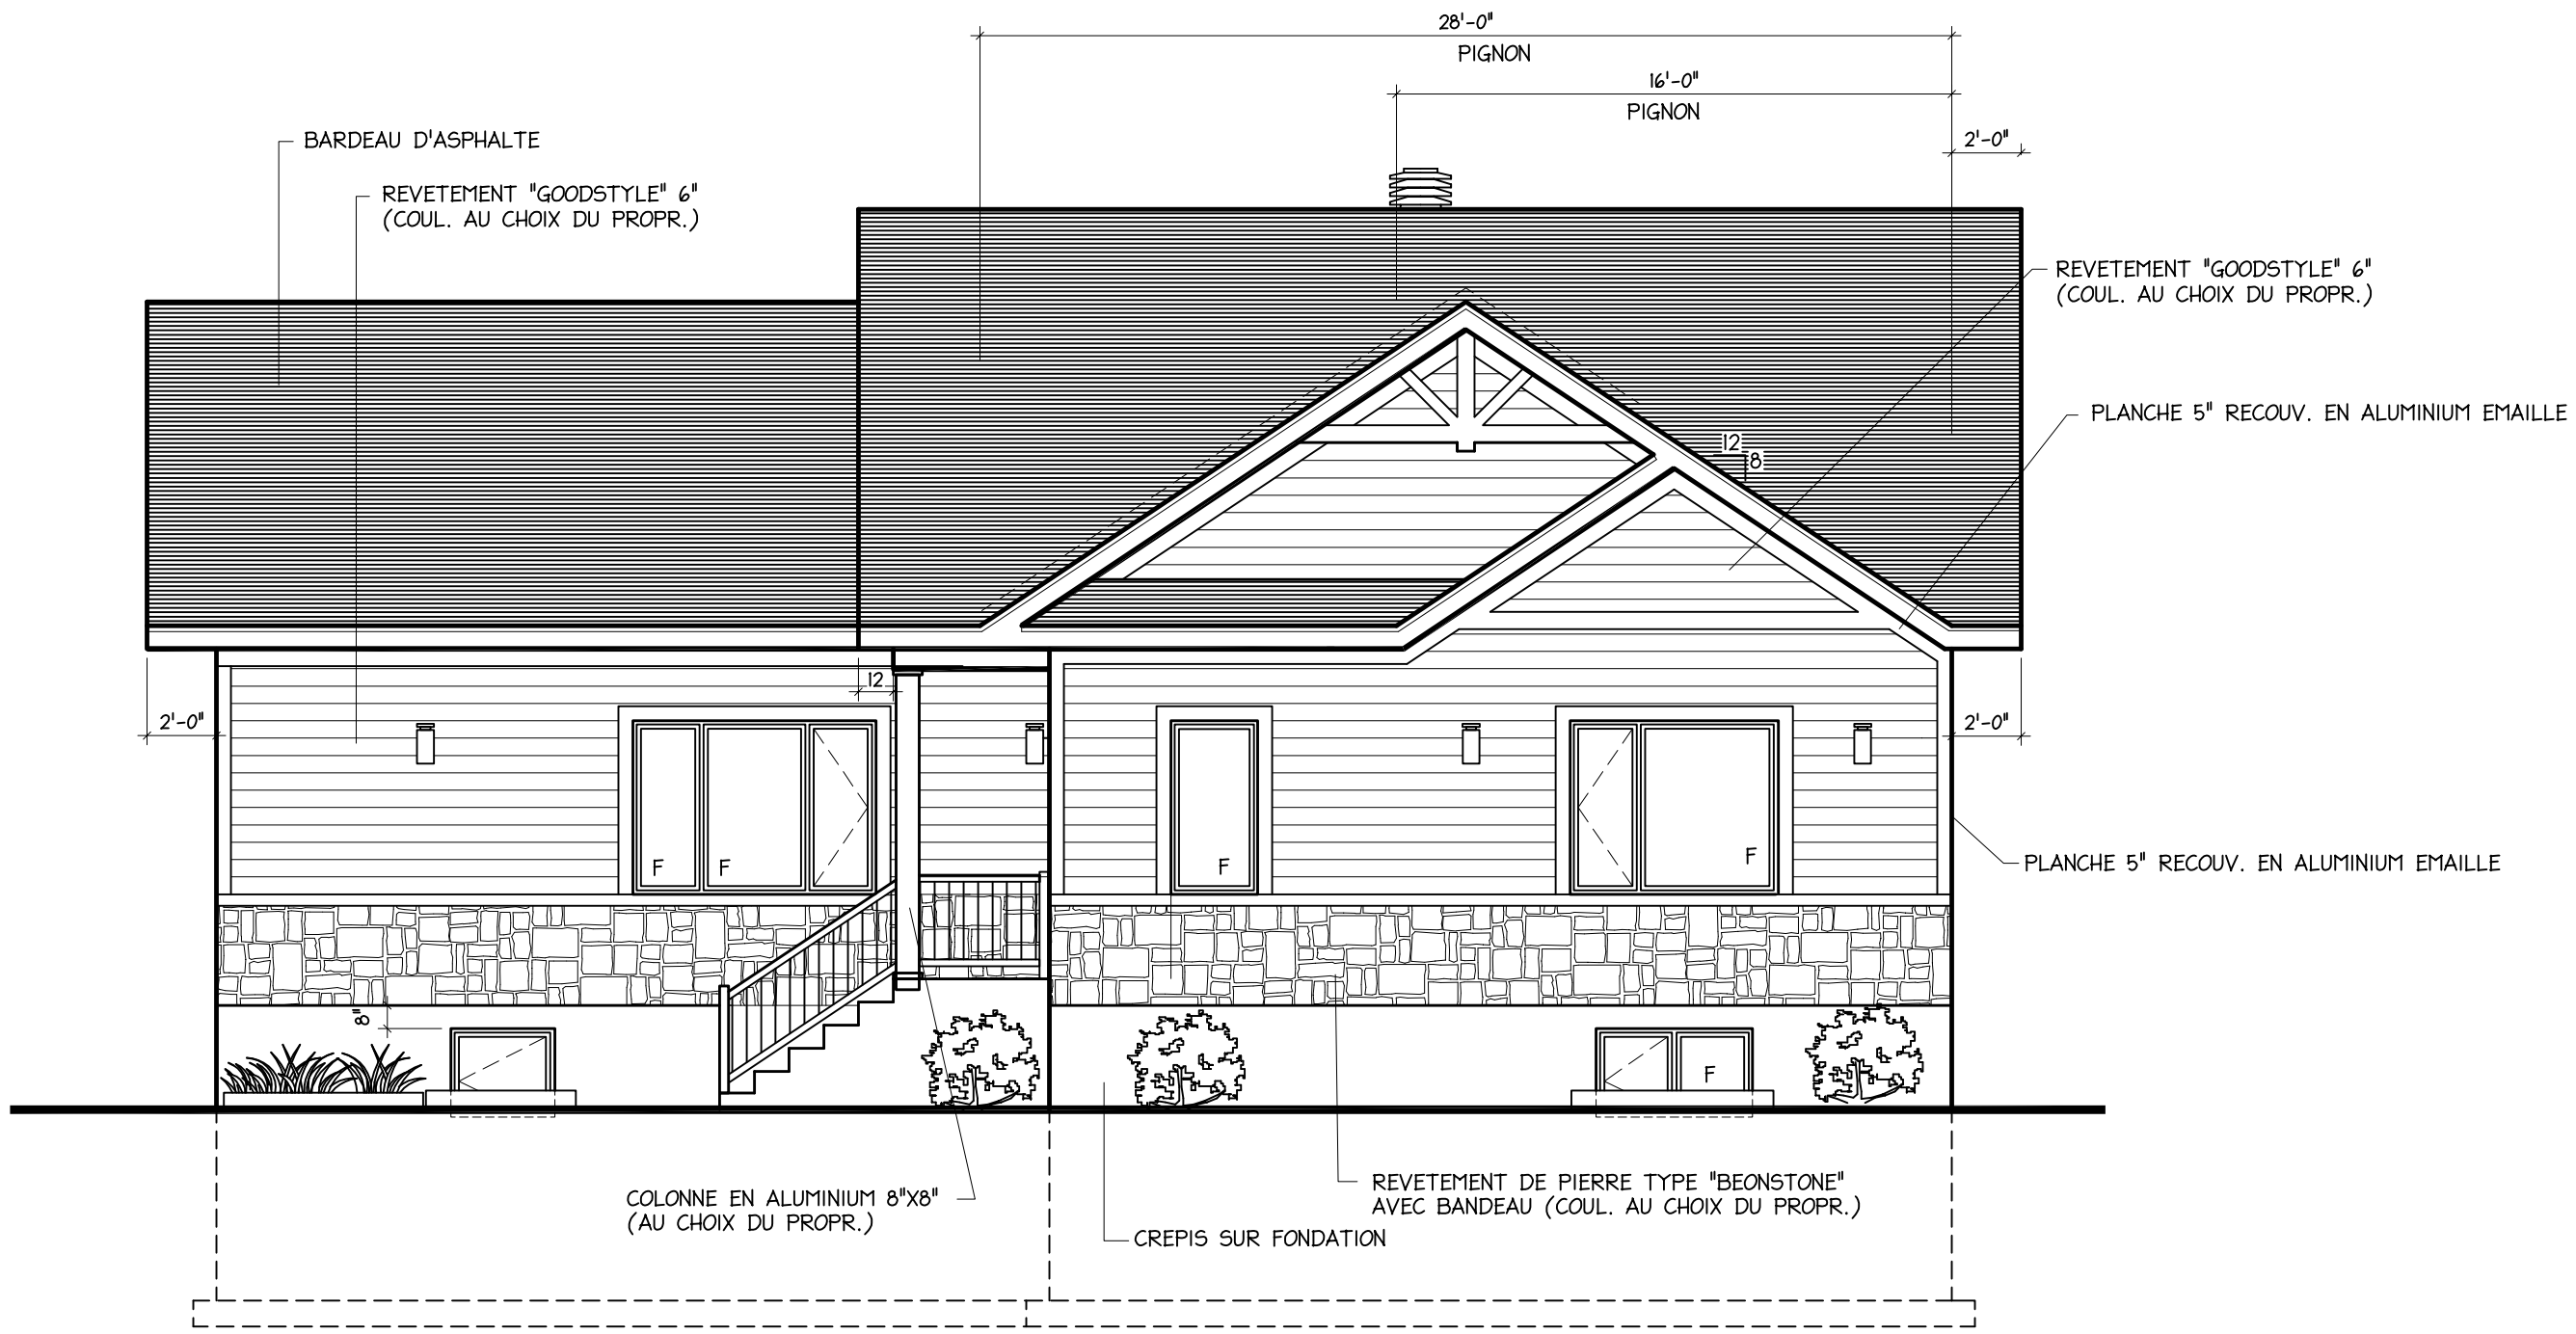 28'-0"
PIGNON
16'-0"
PIGNON
2'-0"
BARDEAU D'ASPHALTE
REVETEMENT "GOODSTYLE" 6"
(COUL. AU CHOIX DU PROPR.)
REVETEMENT "GOODSTYLE" 6"
(COUL. AU CHOIX DU PROPR.)
PLANCHE 5" RECOUV. EN ALUMINIUM EMAILLE
12
8
12
2'-0"
2'-0"
F
F
F
F
PLANCHE 5" RECOUV. EN ALUMINIUM EMAILLE
8"
F
COLONNE EN ALUMINIUM 8"X8"
(AU CHOIX DU PROPR.)
REVETEMENT DE PIERRE TYPE "BEONSTONE"
AVEC BANDEAU (COUL. AU CHOIX DU PROPR.)
CREPIS SUR FONDATION